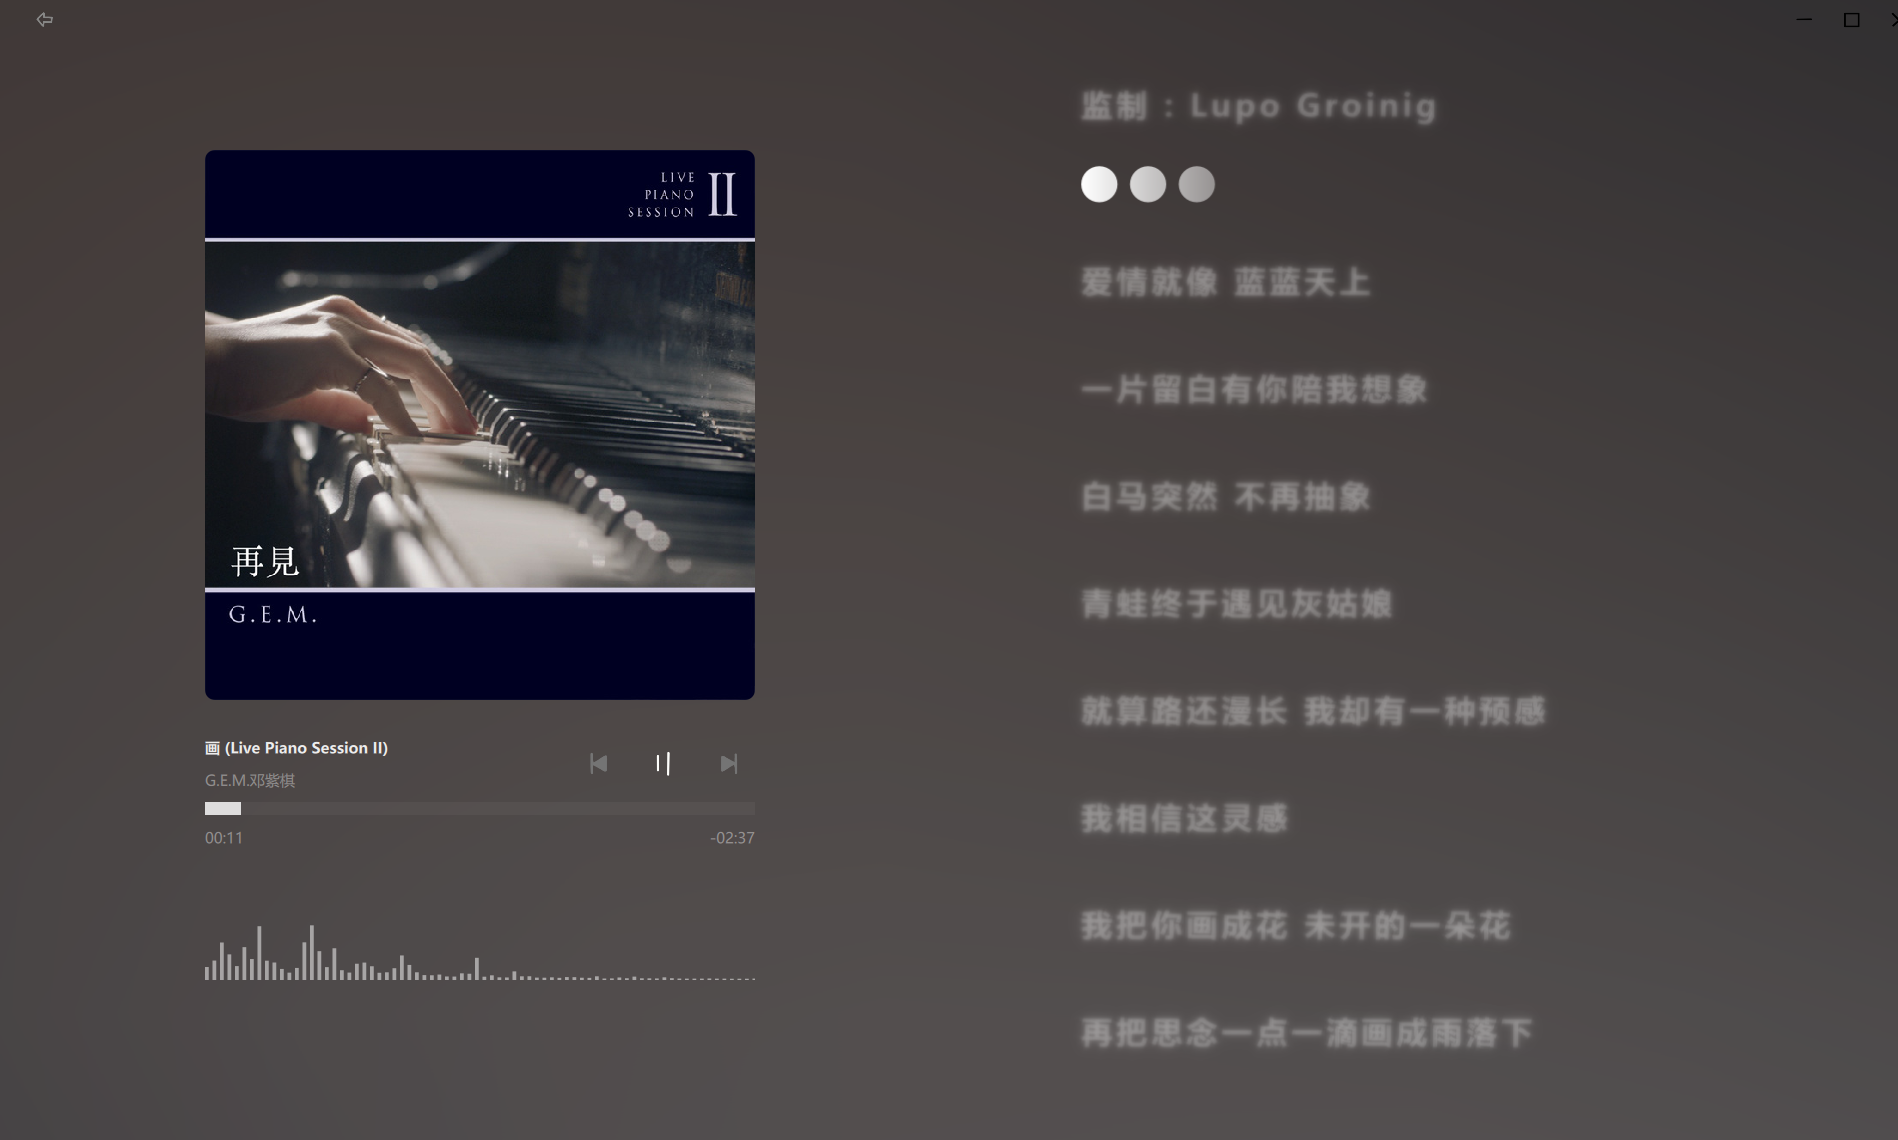 LIVE
PIANO
SESSION
II
再見
G.E.M.
画 (Live Piano Session II)
G.E.M.邓紫棋
00:11
-02:37
监制 : Lupo Groinig
爱情就像 蓝蓝天上
一片留白有你陪我想象
白马突然 不再抽象
青蛙终于遇见灰姑娘
就算路还漫长 我却有一种预感
我相信这灵感
我把你画成花 未开的一朵花
再把思念一点一滴画成雨落下